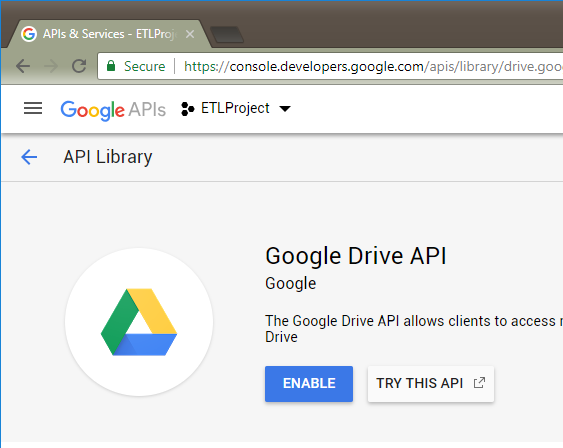 APIs & Services - ETLProj
Secure
https://console.developers.google.com/apis/library/drive.goo
Google APIs
ETLProject
API Library
Google Drive API
Google
The Google Drive API allows clients to access
Drive
ENABLE
TRY THIS API